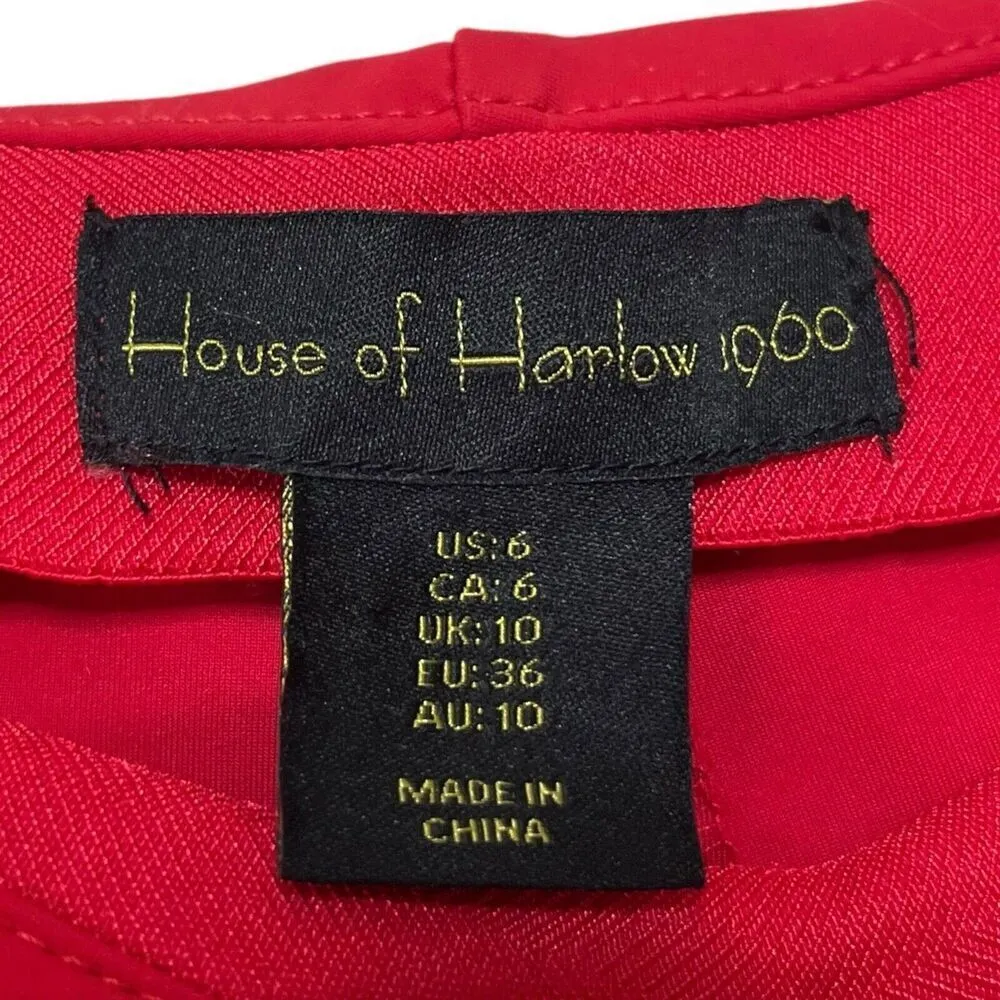 House of Harlow 1960
US: 6
CA: 6
UK: 10
EU: 36
AU: 10
MADE IN
CHINA